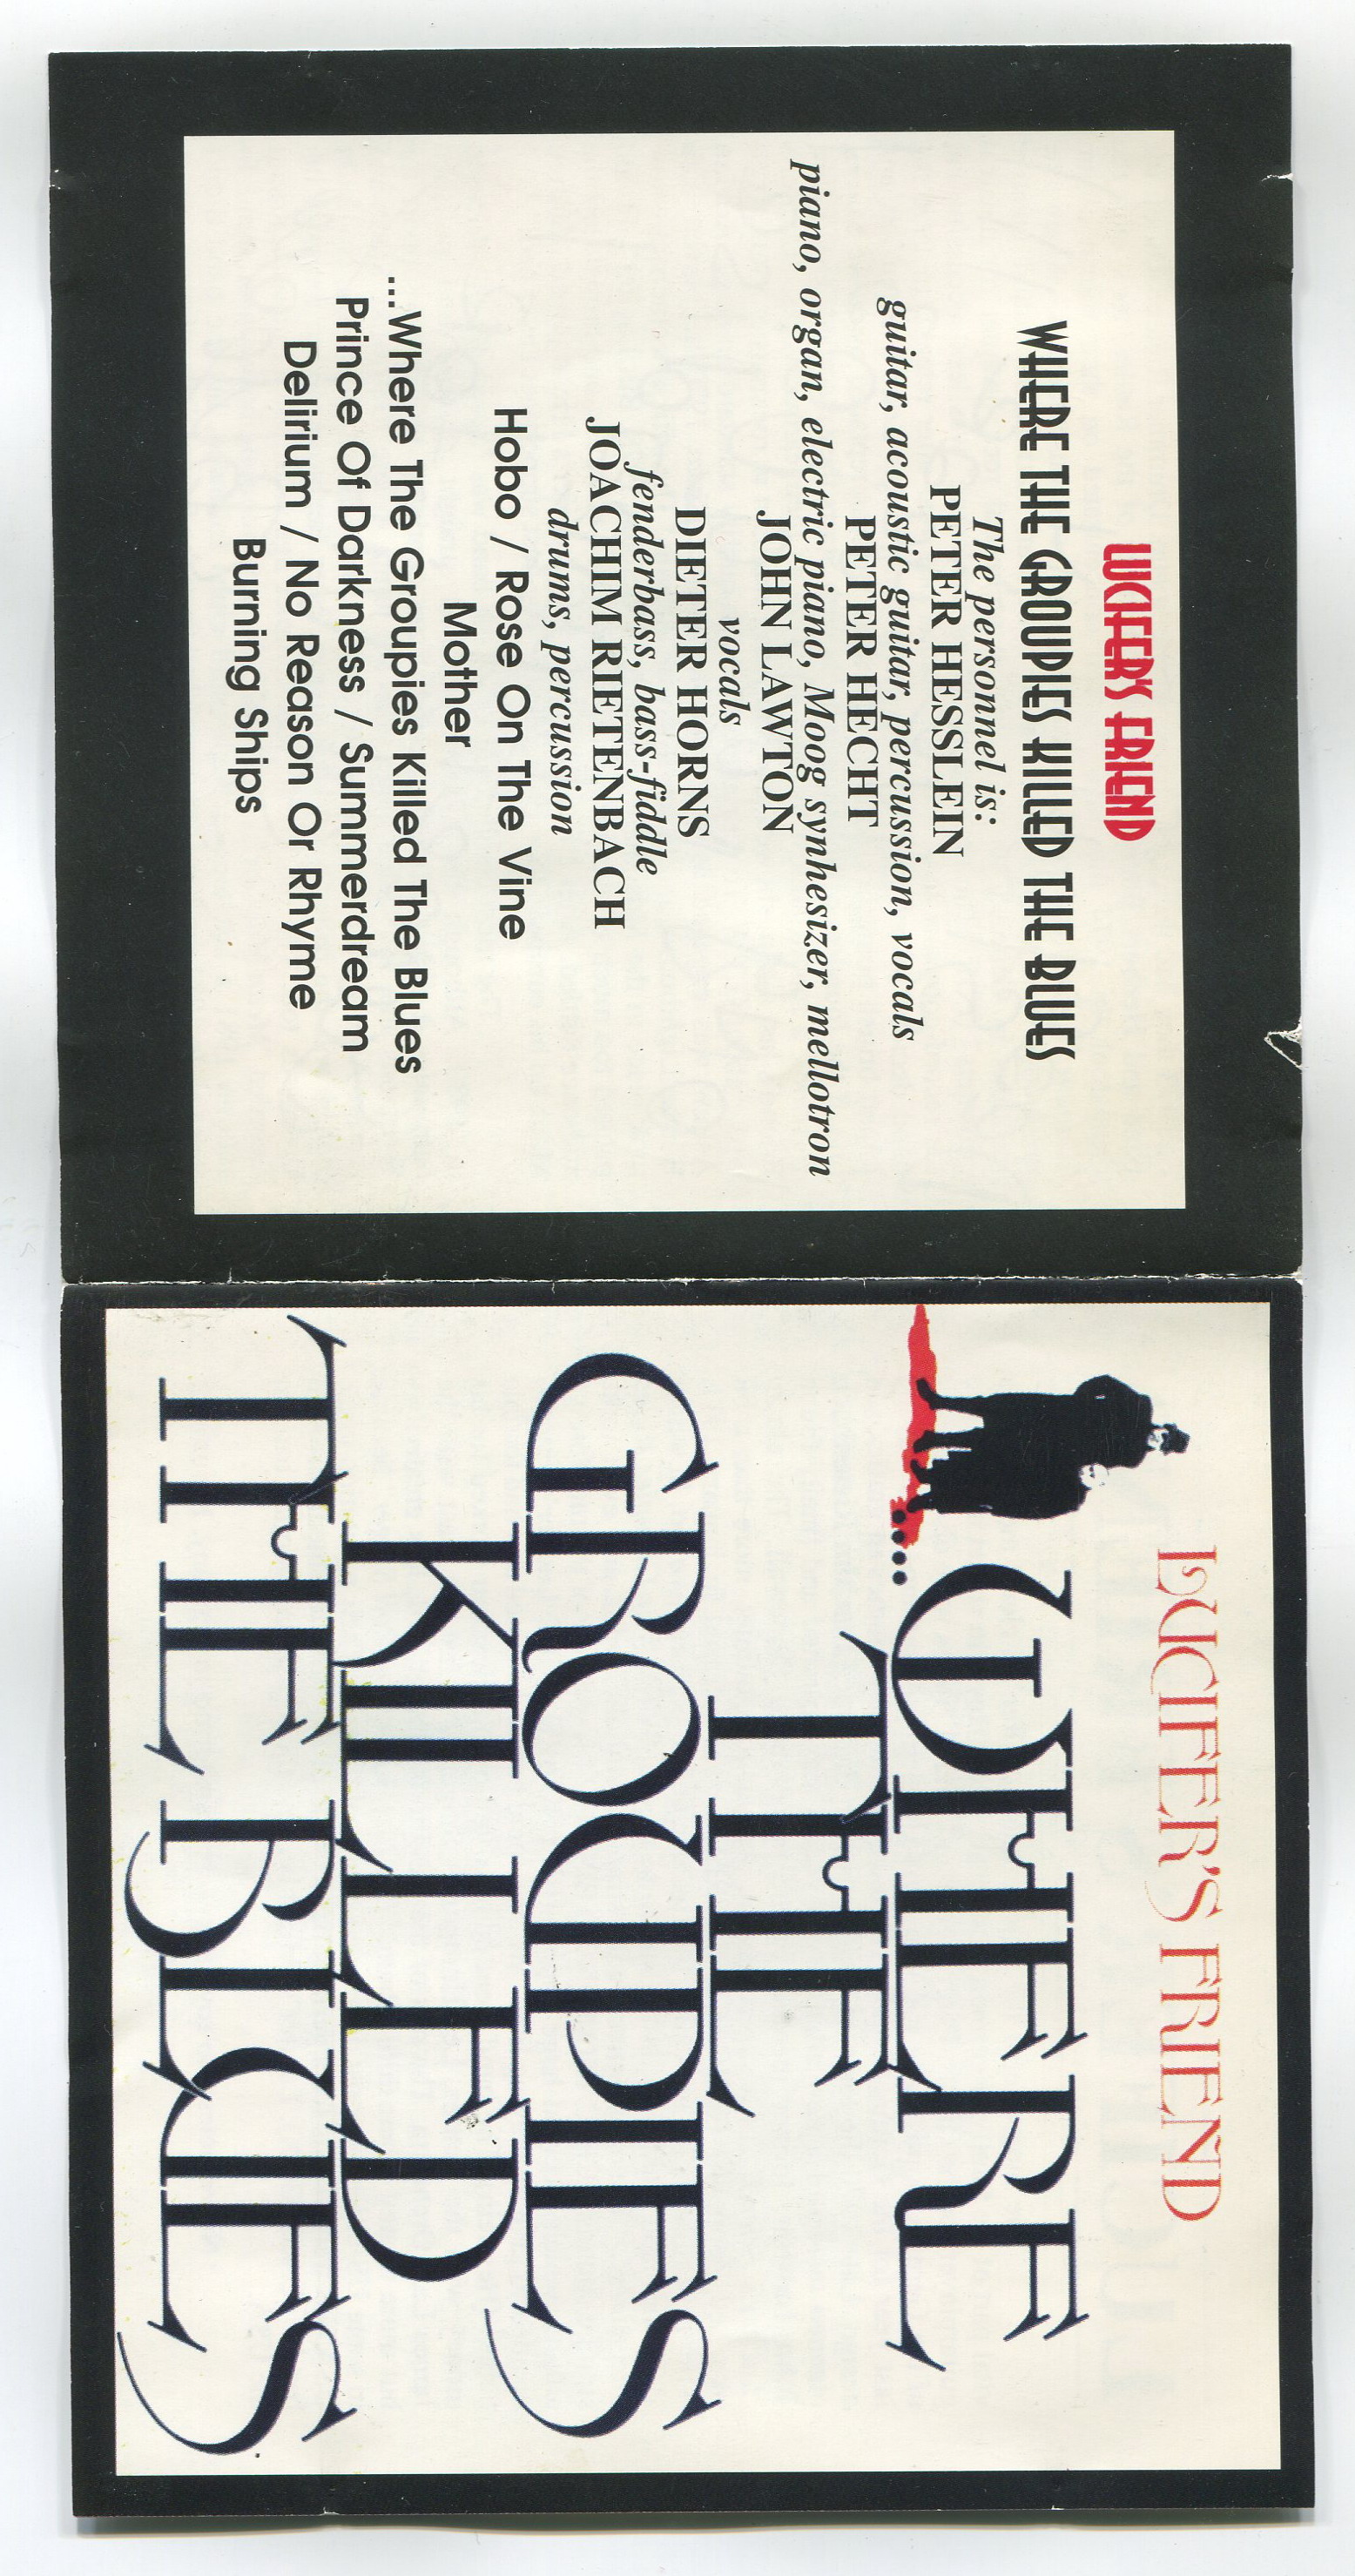 LUCIFER'S FRIEND
WHERE THE GROUPIES KILLED THE BLUES
The personnel is:
PETER HESSLEIN
guitar, acoustic guitar, percussion, vocals
PETER HECHT
piano, organ, electric piano, Moog synhesizer, mellotron
JOHN LAWTON
vocals
DIETER HORNS
fenderbass, bass-fiddle
JOACHIM RIETENBACH
drums, percussion
Hobo / Rose On The Vine
Mother
...Where The Groupies Killed The Blues
Prince Of Darkness / Summerdream
Delirium / No Reason Or Rhyme
Burning Ships
LUCIFER'S FRIEND
....WHERE
THE
GROUPIES
KILLED
THE BLUES